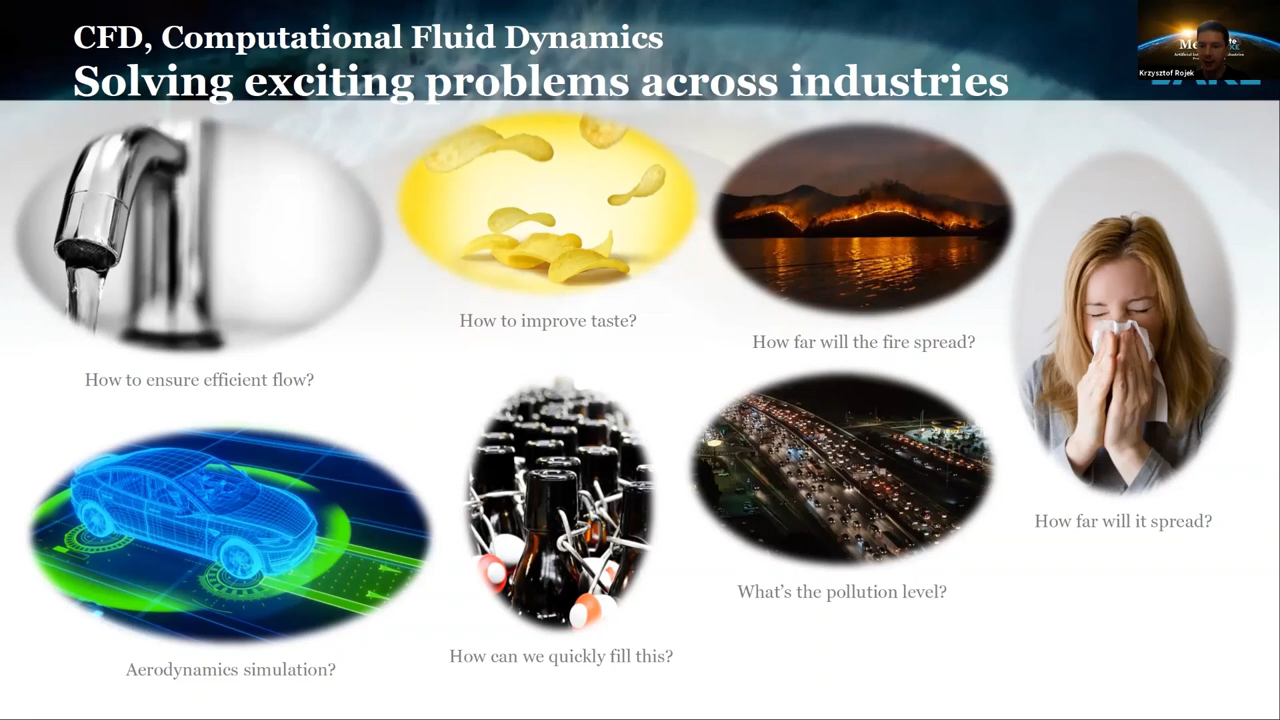 CFD, Computational Fluid Dynamics
Solving exciting problems across industries
Krzysztof Rojek
How to improve taste?
How far will the fire spread?
How to ensure efficient flow?
How far will it spread?
What's the pollution level?
How can we quickly fill this?
Aerodynamics simulation?